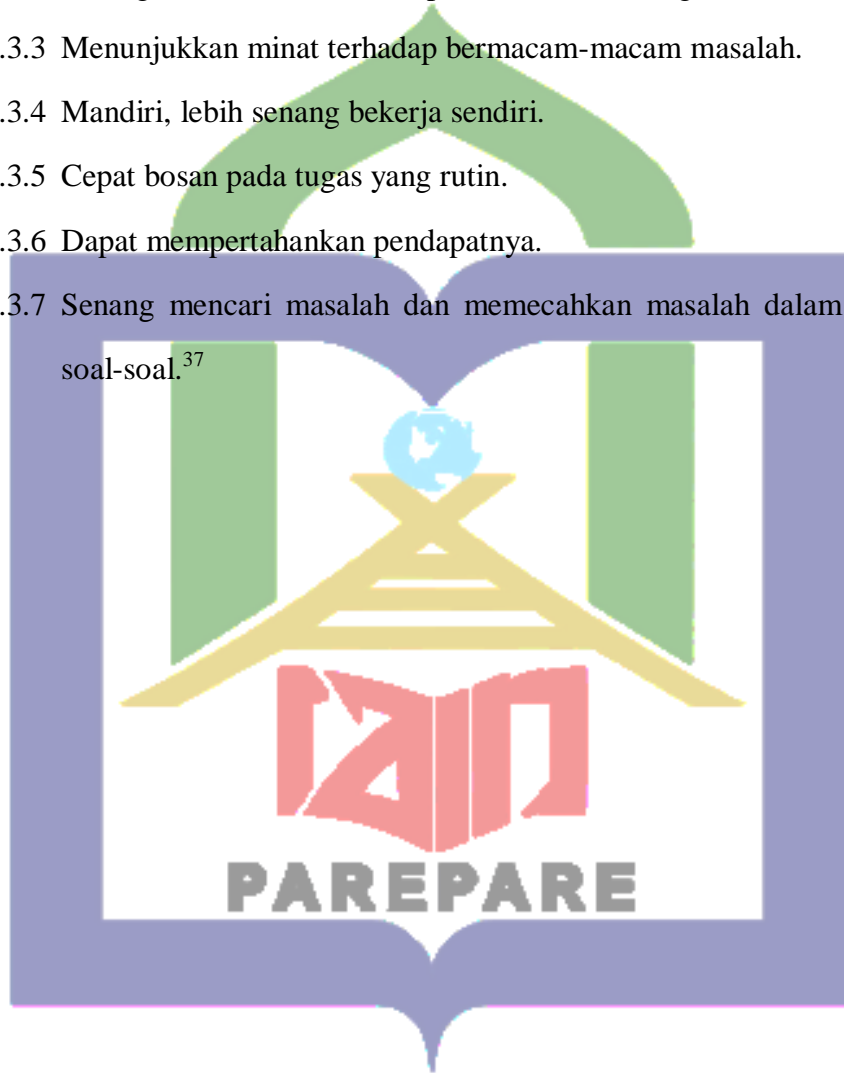 .3.3 Menunjukkan minat terhadap bermacam-macam masalah.
.3.4 Mandiri, lebih senang bekerja sendiri.
.3.5 Cepat bosan pada tugas yang rutin.
.3.6 Dapat mempertahankan pendapatnya.
.3.7 Senang mencari masalah dan memecahkan masalah dalam
soal-soal.37
iain
PAREPARE